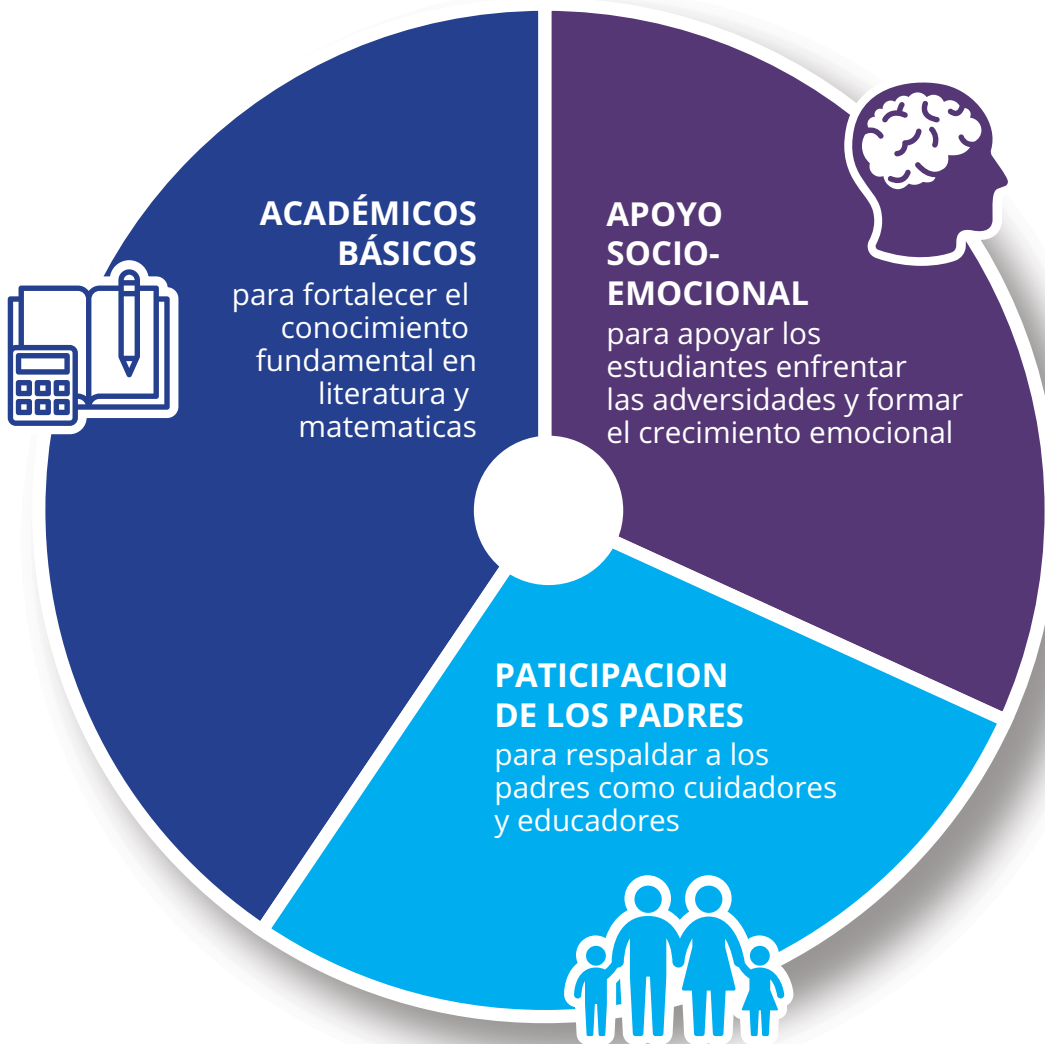 ACADÉMICOS
BÁSICOS
para fortalecer el
conocimiento
fundamental en
literatura y
matematicas
APOYO
SOCIO-
EMOCIONAL
para apoyar los
estudiantes enfrentar
las adversidades y formar
el crecimiento emocional
PATICIPACION
DE LOS PADRES
para respaldar a los
padres como cuidadores
y educadores